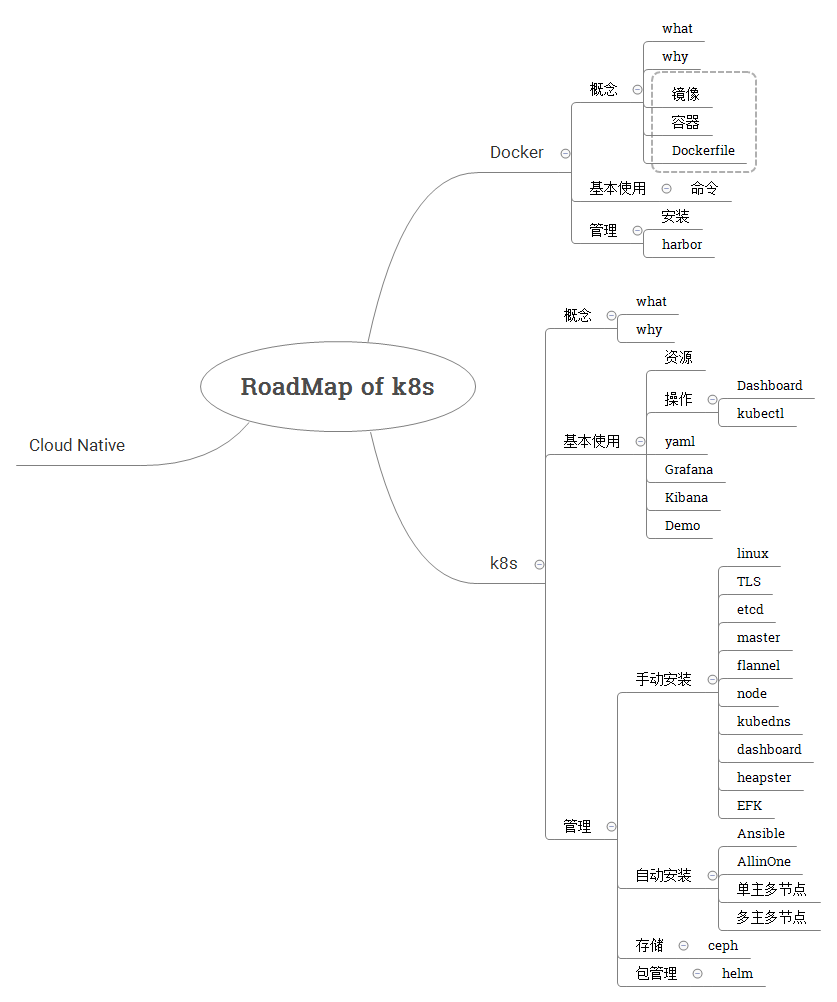 RoadMap of k8s
Docker
概念
what
why
镜像
容器
Dockerfile
基本使用
命令
管理
安装
harbor
k8s
概念
what
why
基本使用
资源
操作
Dashboard
kubectl
yaml
Grafana
Kibana
Demo
管理
手动安装
linux
TLS
etcd
master
flannel
node
kubedns
dashboard
heapster
EFK
自动安装
Ansible
AllinOne
单主多节点
多主多节点
存储
ceph
包管理
helm
Cloud Native